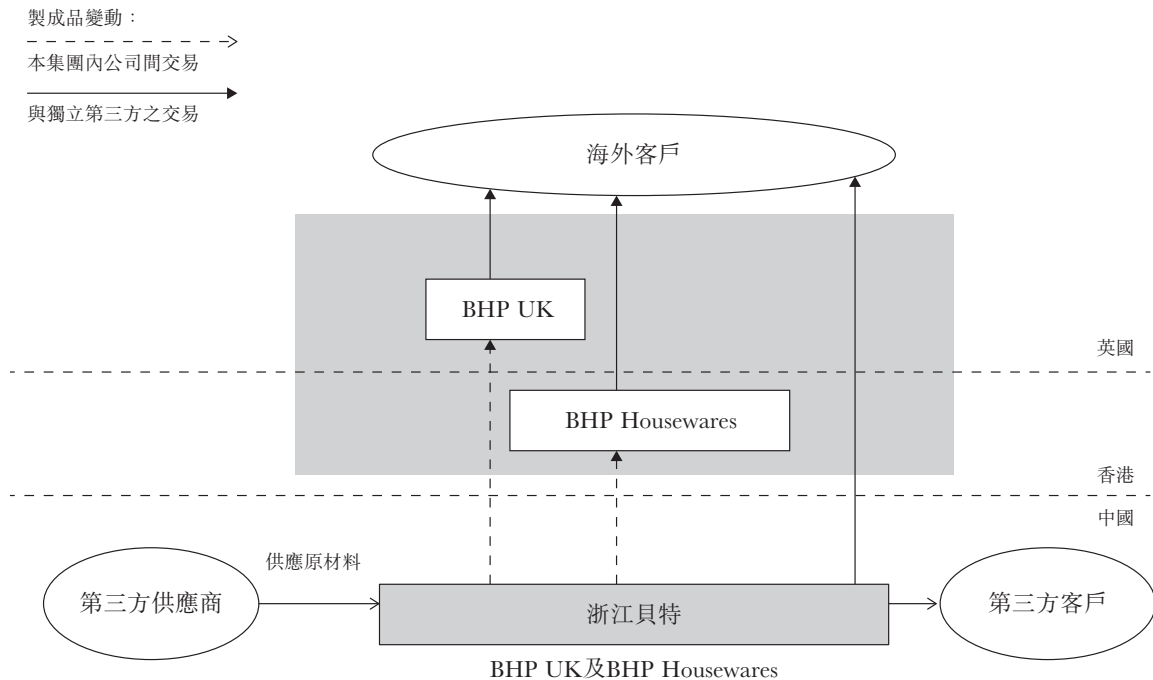 製成品變動：
本集團內公司間交易
與獨立第三方之交易
海外客戶
BHP UK
英國
BHP Housewares
香港
中國
供應原材料
第三方供應商
浙江貝特
第三方客戶
BHP UK及BHP Housewares